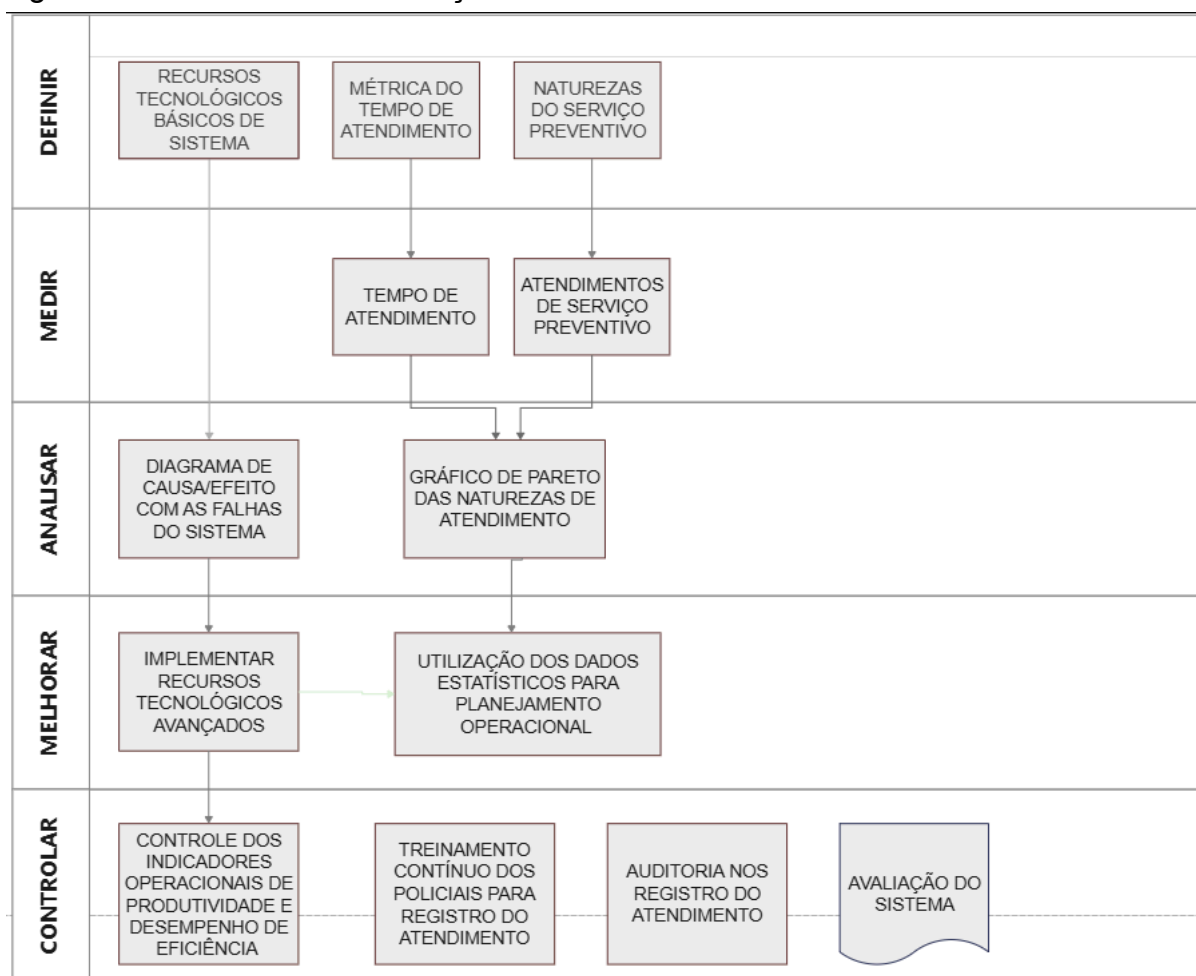 DEFINIR
RECURSOS
TECNOLÓGICOS
BÁSICOS DE
SISTEMA
MÉTRICA DO
TEMPO DE
ATENDIMENTO
NATUREZAS
DO SERVIÇO
PREVENTIVO
MEDIR
TEMPO DE
ATENDIMENTO
ATENDIMENTOS
DE SERVIÇO
PREVENTIVO
ANALISAR
DIAGRAMA DE
CAUSA/EFEITO
COM AS FALHAS
DO SISTEMA
GRÁFICO DE PARETO
DAS NATUREZAS DE
ATENDIMENTO
MELHORAR
IMPLEMENTAR
RECURSOS
TECNOLÓGICOS
AVANÇADOS
UTILIZAÇÃO DOS DADOS
ESTATÍSTICOS PARA
PLANEJAMENTO
OPERACIONAL
CONTROLAR
CONTROLE DOS
INDICADORES
OPERACIONAIS DE
PRODUTIVIDADE E
DESEMPENHO DE
EFICIÊNCIA
TREINAMENTO
CONTÍNUO DOS
POLICIAIS PARA
REGISTRO DO
ATENDIMENTO
AUDITORIA NOS
REGISTRO DO
ATENDIMENTO
AVALIAÇÃO DO
SISTEMA